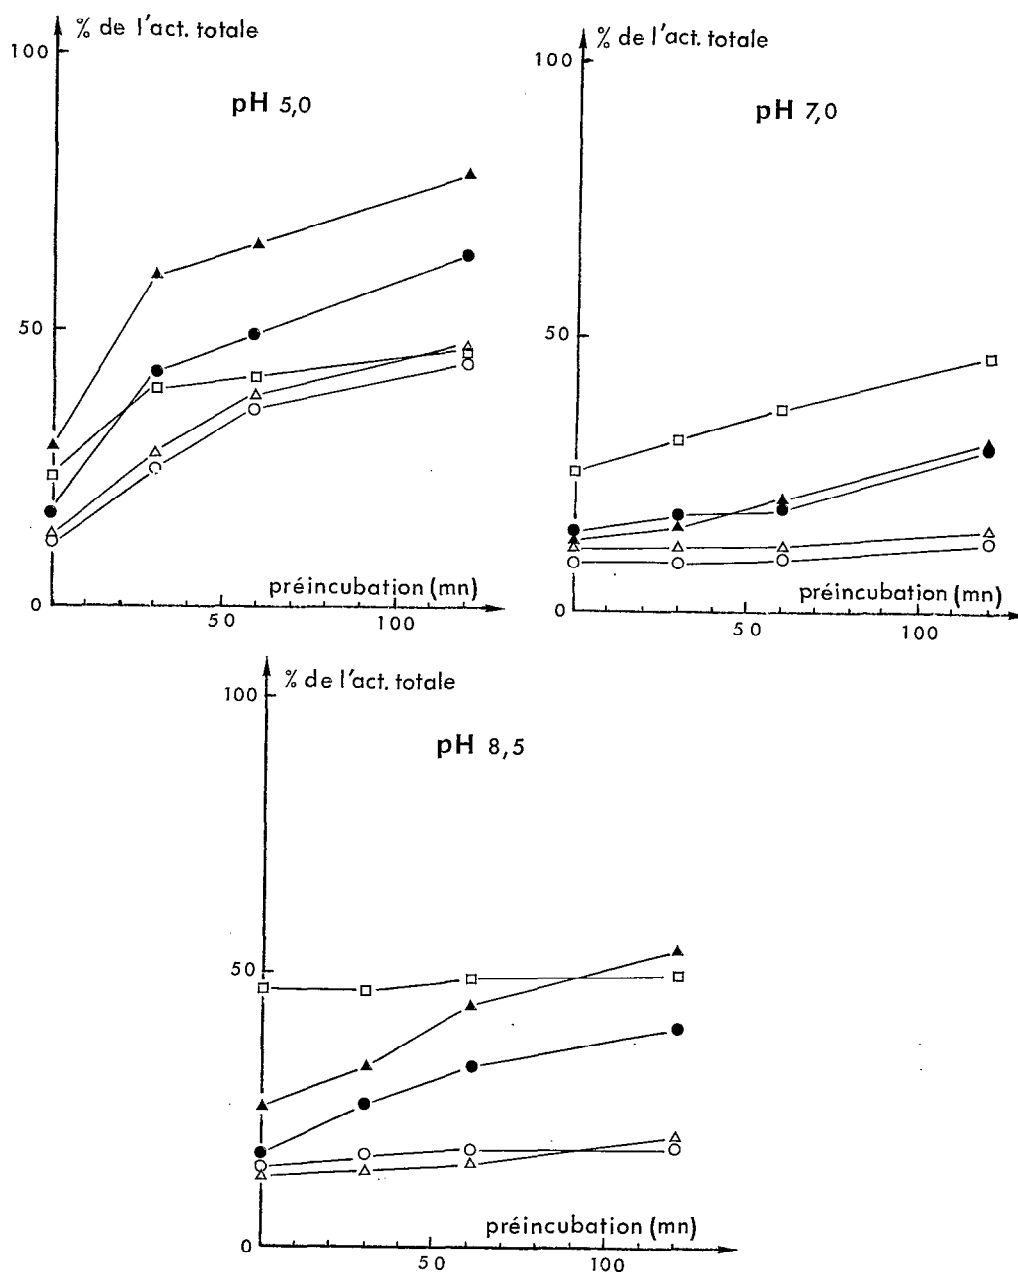 % de l'act. totale
100
pH 5,0
50
0
préincubation (mn)
50
100
% de l'act. totale
100
pH 7,0
50
0
préincubation (mn)
50
100
% de l'act. totale
100
pH 8,5
50
0
préincubation (mn)
50
100